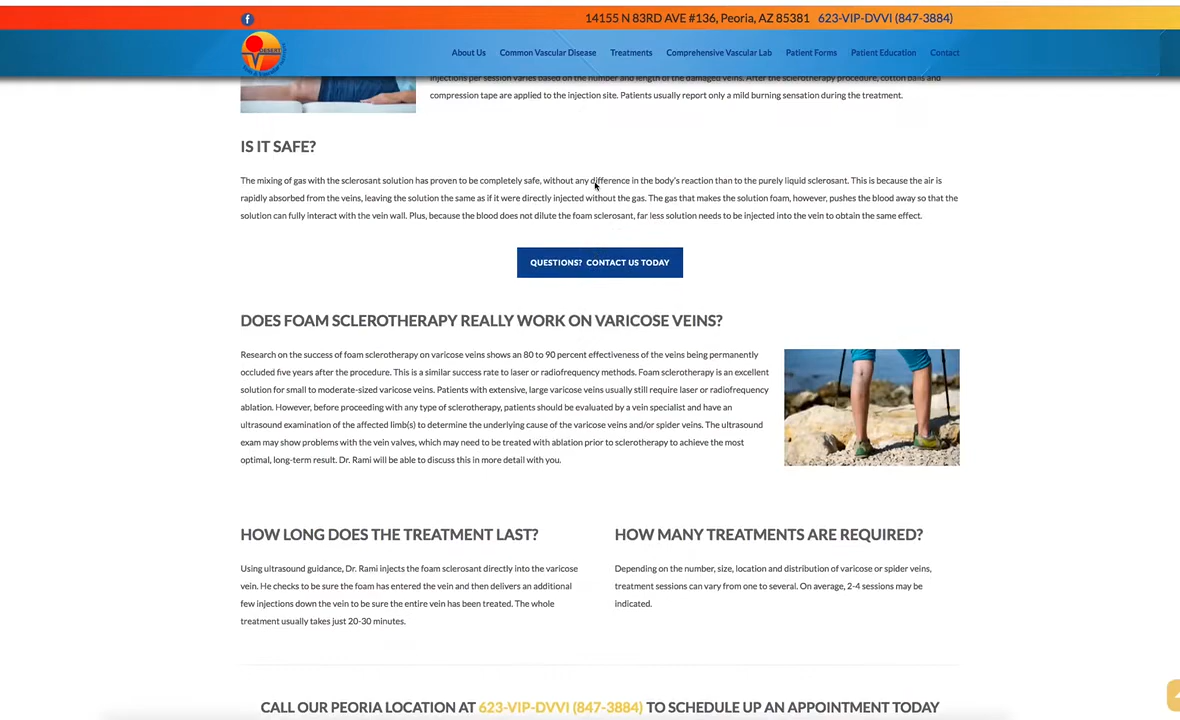 14155 N 83RD AVE #136, Peoria, AZ 85381 623-VIP-DVVI (847-3884)
DESERT
About Us Common Vascular Disease Treatments Comprehensive Vascular Lab Patient Forms Patient Education Contact
injections per session varies based on the number and length of the damaged veins. After the sclerotherapy procedure, cotton balls and
compression tape are applied to the injection site. Patients usually report only a mild burning sensation during the treatment.
IS IT SAFE?
The mixing of gas with the sclerosant solution has proven to be completely safe, without any difference in the body's reaction than to the purely liquid sclerosant. This is because the air is
rapidly absorbed from the veins, leaving the solution the same as if it were directly injected without the gas. The gas that makes the solution foam, however, pushes the blood away so that the
solution can fully interact with the vein wall. Plus, because the blood does not dilute the foam sclerosant, far less solution needs to be injected into the vein to obtain the same effect.
QUESTIONS? CONTACT US TODAY
DOES FOAM SCLEROTHERAPY REALLY WORK ON VARICOSE VEINS?
Research on the success of foam sclerotherapy on varicose veins shows an 80 to 90 percent effectiveness of the veins being permanently
occluded five years after the procedure. This is a similar success rate to laser or radiofrequency methods. Foam sclerotherapy is an excellent
solution for small to moderate-sized varicose veins. Patients with extensive, large varicose veins usually still require laser or radiofrequency
ablation. However, before proceeding with any type of sclerotherapy, patients should be evaluated by a vein specialist and have an
ultrasound examination of the affected limb(s) to determine the underlying cause of the varicose veins and/or spider veins. The ultrasound
exam may show problems with the vein valves, which may need to be treated with ablation prior to sclerotherapy to achieve the most
optimal, long-term result. Dr. Rami will be able to discuss this in more detail with you.
HOW LONG DOES THE TREATMENT LAST?
Using ultrasound guidance, Dr. Rami injects the foam sclerosant directly into the varicose
vein. He checks to be sure the foam has entered the vein and then delivers an additional
few injections down the vein to be sure the entire vein has been treated. The whole
treatment usually takes just 20-30 minutes.
HOW MANY TREATMENTS ARE REQUIRED?
Depending on the number, size, location and distribution of varicose or spider veins,
treatment sessions can vary from one to several. On average, 2-4 sessions may be
indicated.
CALL OUR PEORIA LOCATION AT 623-VIP-DVVI (847-3884) TO SCHEDULE UP AN APPOINTMENT TODAY